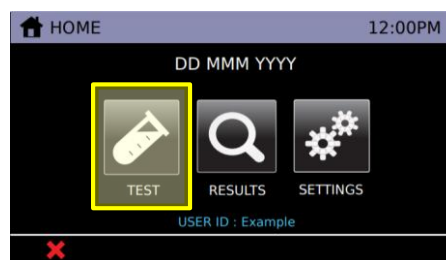 HOME 12:00PM
DD MMM YYYY
TEST RESULTS SETTINGS
USER ID : Example